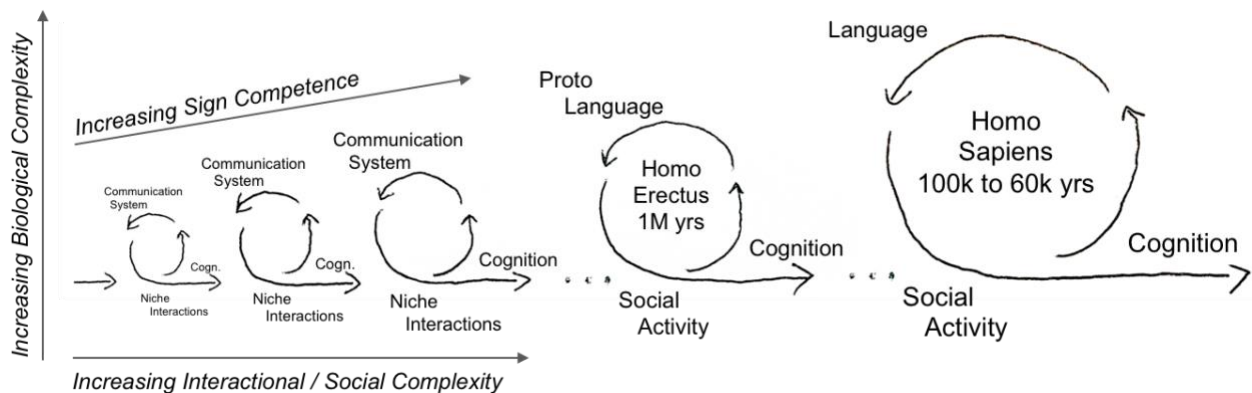 Increasing Biological Complexity
Increasing Sign Competence
Communication
System
Cogn.
Niche
Interactions
Communication
System
Cogn.
Niche
Interactions
Communication
System
Cognition
Niche
Interactions
Proto
Language
Homo
Erectus
1M yrs
Cognition
Social
Activity
Language
Homo
Sapiens
100k to 60k yrs
Cognition
Social
Activity
Increasing Interactional / Social Complexity